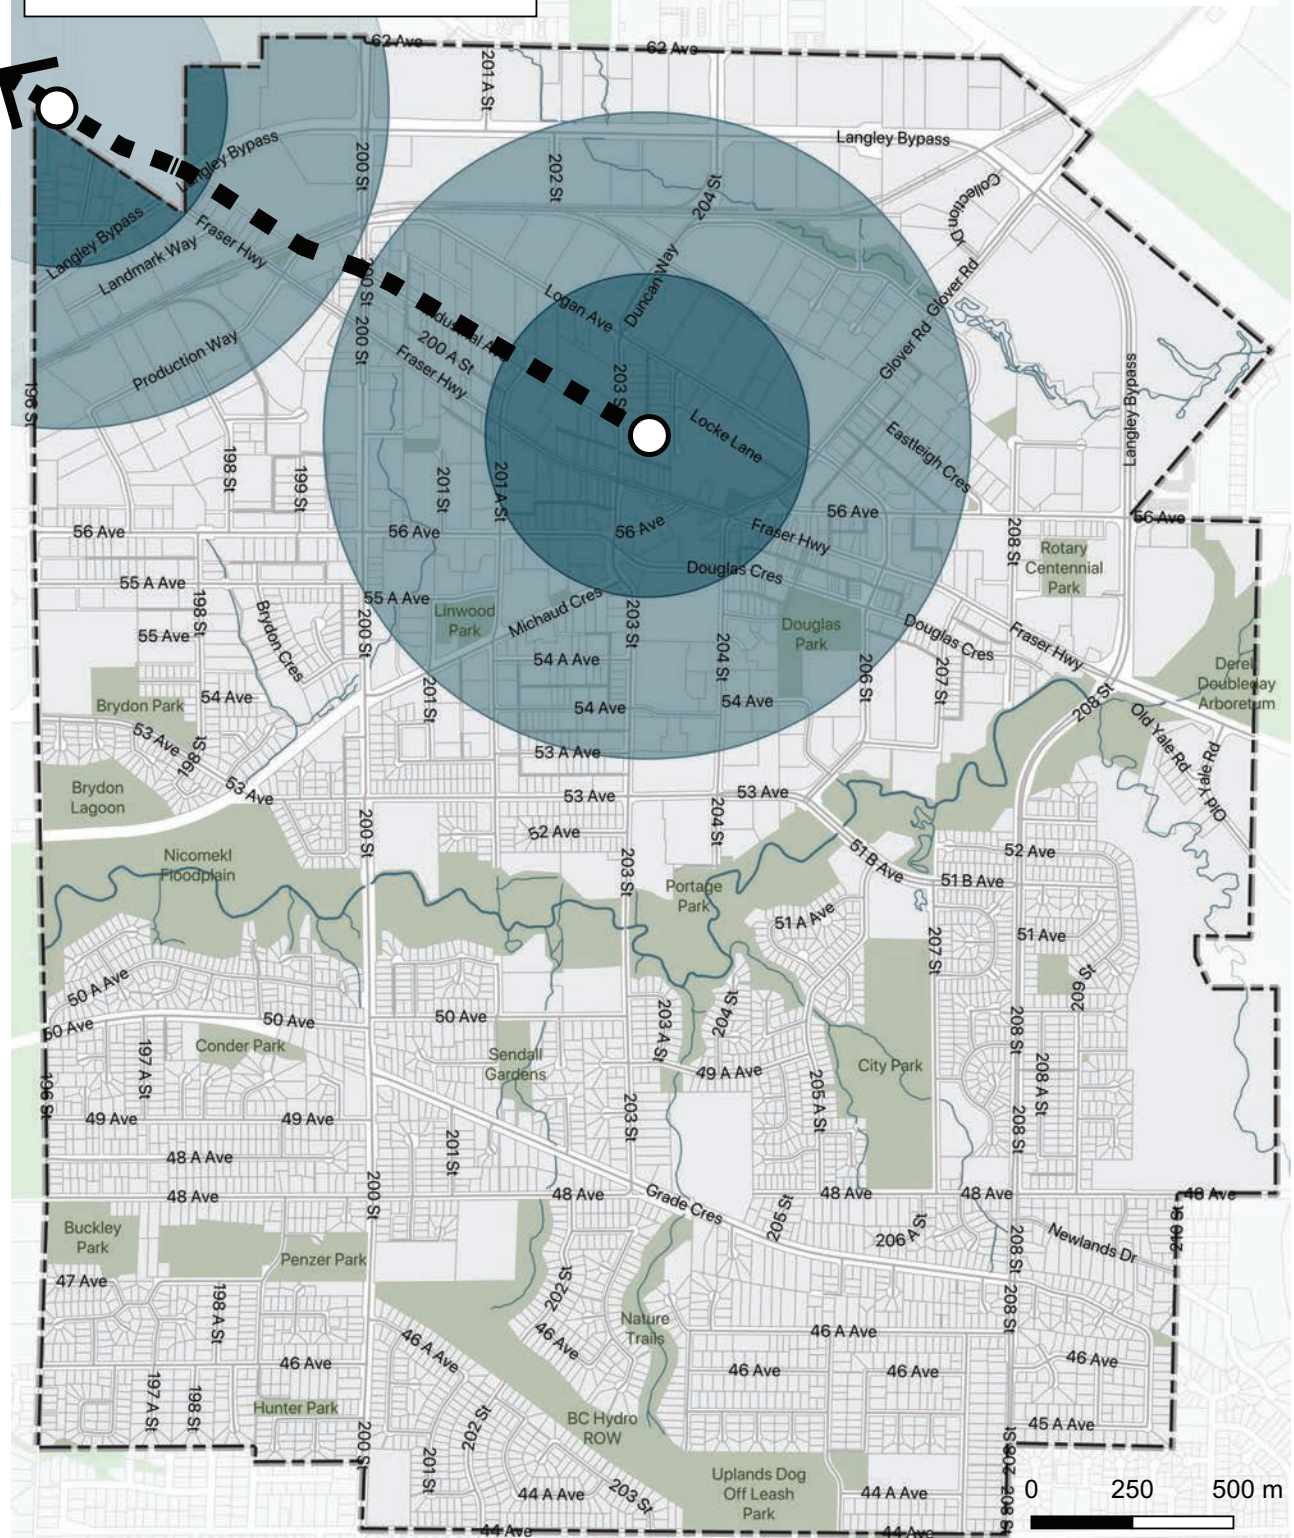 62 Ave
62 Ave
201 A St
Langley Bypass
Langley Bypass
200 St
202 St
204 St
Collection Dr
Langley Bypass
Landmark Way
Fraser Hwy
Duncan Way
Glover Rd
200 St
Logan Ave
Industrial Ave
200 A St
Fraser Hwy
200 St
Production Way
Glover Rd
196 St
203 St
Langley Bypass
Locke Lane
Eastleigh Cres
198 St
199 St
201 St
201 A St
56 Ave
56 Ave
56 Ave
Fraser Hwy
56 Ave
208 St
56 Ave
Rotary
Centennial
Park
55 A Ave
Douglas Cres
55 A Ave
198 St
Brydon Cres
Linwood
Park
Michaud Cres
203 St
55 Ave
200 St
Douglas
Park
Douglas Cres
Fraser Hwy
54 A Ave
204 St
206 St
207 St
Derek
Doubleday
Arboretum
Brydon Park
54 Ave
201 St
54 Ave
54 Ave
208 St
Old Yale Rd
53 Ave
198 St
53 A Ave
Old Yale Rd
Brydon
Lagoon
53 Ave
53 Ave
53 Ave
200 St
52 Ave
204 St
51 B Ave
52 Ave
Nicomekl
Floodplain
203 St
Portage
Park
51 B Ave
51 A Ave
51 Ave
207 St
50 A Ave
209 St
50 Ave
50 Ave
50 Ave
203 A St
204 St
208 St
Conder Park
197 A St
Sendall
Gardens
49 A Ave
City Park
208 A St
196 St
205 A St
49 Ave
49 Ave
203 St
208 St
48 A Ave
201 St
48 Ave
200 St
48 Ave
Grade Cres
48 Ave
48 Ave
48 Ave
205 St
206 A St
210 St
Buckley
Park
Penzer Park
208 St
Newlands Dr
47 Ave
198 A St
202 St
Nature
Trails
208 St
46 A Ave
46 Ave
46 A Ave
46 Ave
46 Ave
46 Ave
46 Ave
197 A St
198 St
Hunter Park
200 St
202 St
BC Hydro
ROW
45 A Ave
201 St
44 A Ave
203 St
Uplands Dog
Off Leash
Park
44 A Ave
208 St
208 St
44 Ave
44 Ave
0 250 500 m